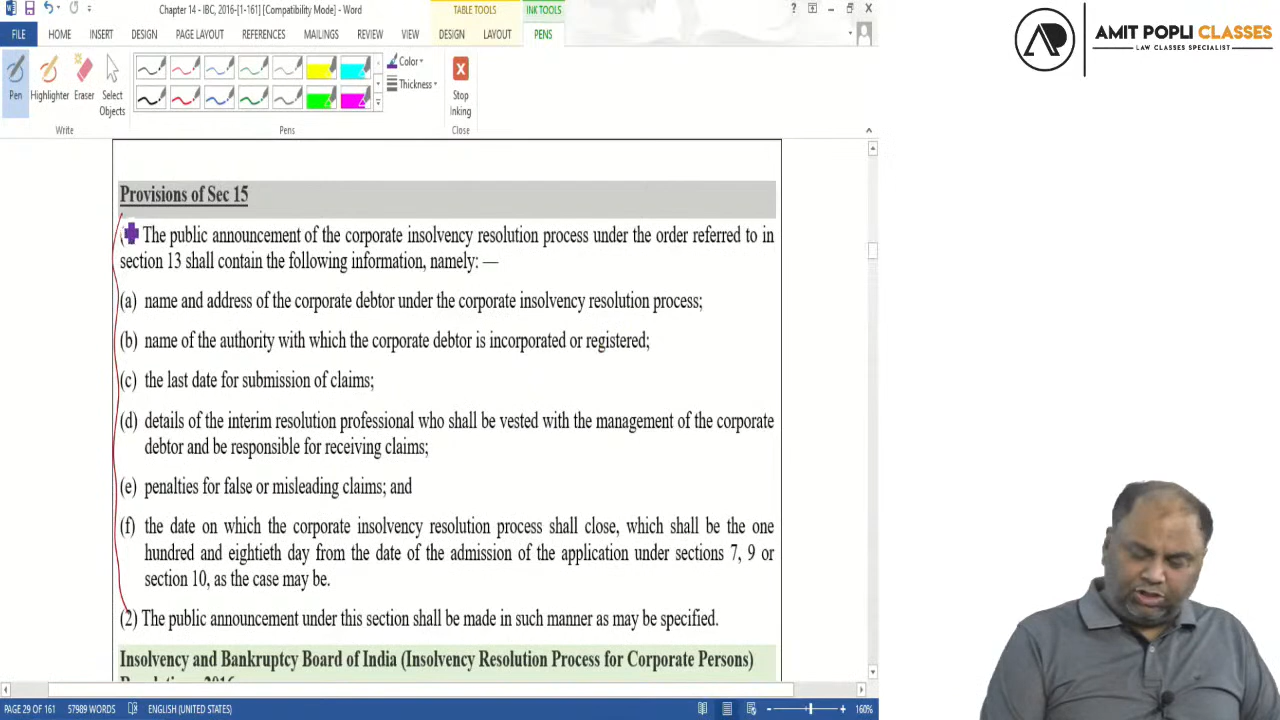 Chapter 14 - IBC, 2016-[1-161] [Compatibility Mode] - Word
TABLE TOOLS
INK TOOLS
FILE HOME INSERT DESIGN PAGE LAYOUT REFERENCES MAILINGS REVIEW VIEW DESIGN LAYOUT PENS
Pen
Highlighter
Eraser
Select Objects
Color
Thickness
Stop Inking
Write
Pens
Close
AMIT POPLI CLASSES
LAW CLASSES SPECIALIST
Provisions of Sec 15
( The public announcement of the corporate insolvency resolution process under the order referred to in
section 13 shall contain the following information, namely: —
(a) name and address of the corporate debtor under the corporate insolvency resolution process;
(b) name of the authority with which the corporate debtor is incorporated or registered;
(c) the last date for submission of claims;
(d) details of the interim resolution professional who shall be vested with the management of the corporate
debtor and be responsible for receiving claims;
(e) penalties for false or misleading claims; and
(f) the date on which the corporate insolvency resolution process shall close, which shall be the one
hundred and eightieth day from the date of the admission of the application under sections 7, 9 or
section 10, as the case may be.
(2) The public announcement under this section shall be made in such manner as may be specified.
Insolvency and Bankruptcy Board of India (Insolvency Resolution Process for Corporate Persons)
PAGE 29 OF 161 57989 WORDS ENGLISH (UNITED STATES) 160%